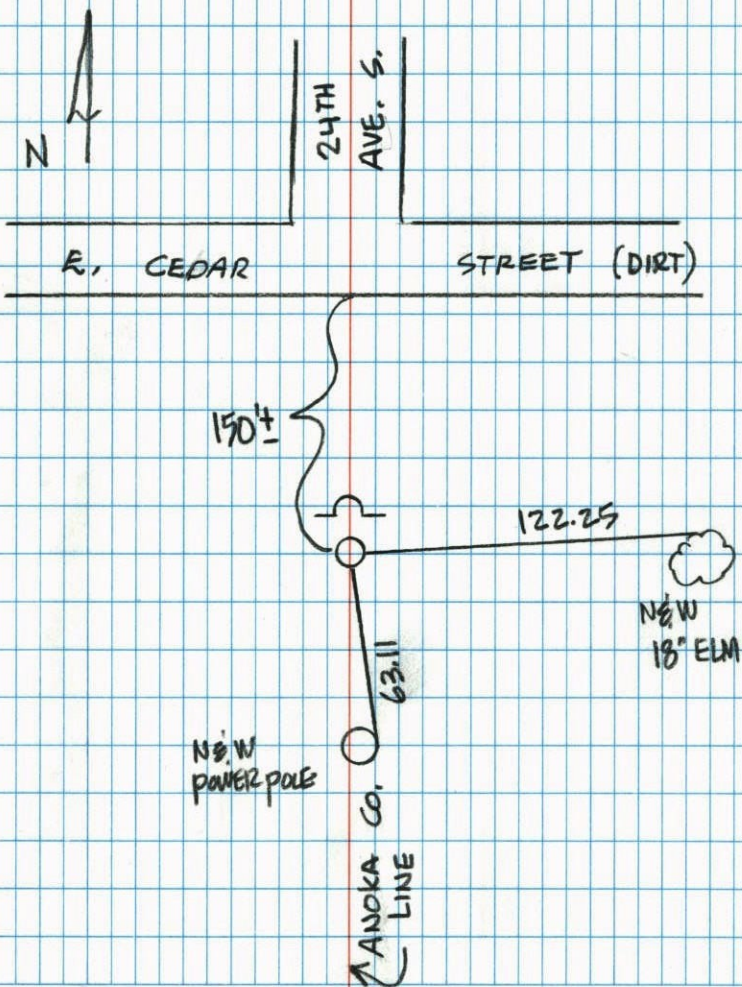 N
24TH
AVE. S.
E. CEDAR STREET (DIRT)
150'±
122.25
N&W
18" ELM
63.11
N&W
POWER POLE
ANOKA CO.
LINE